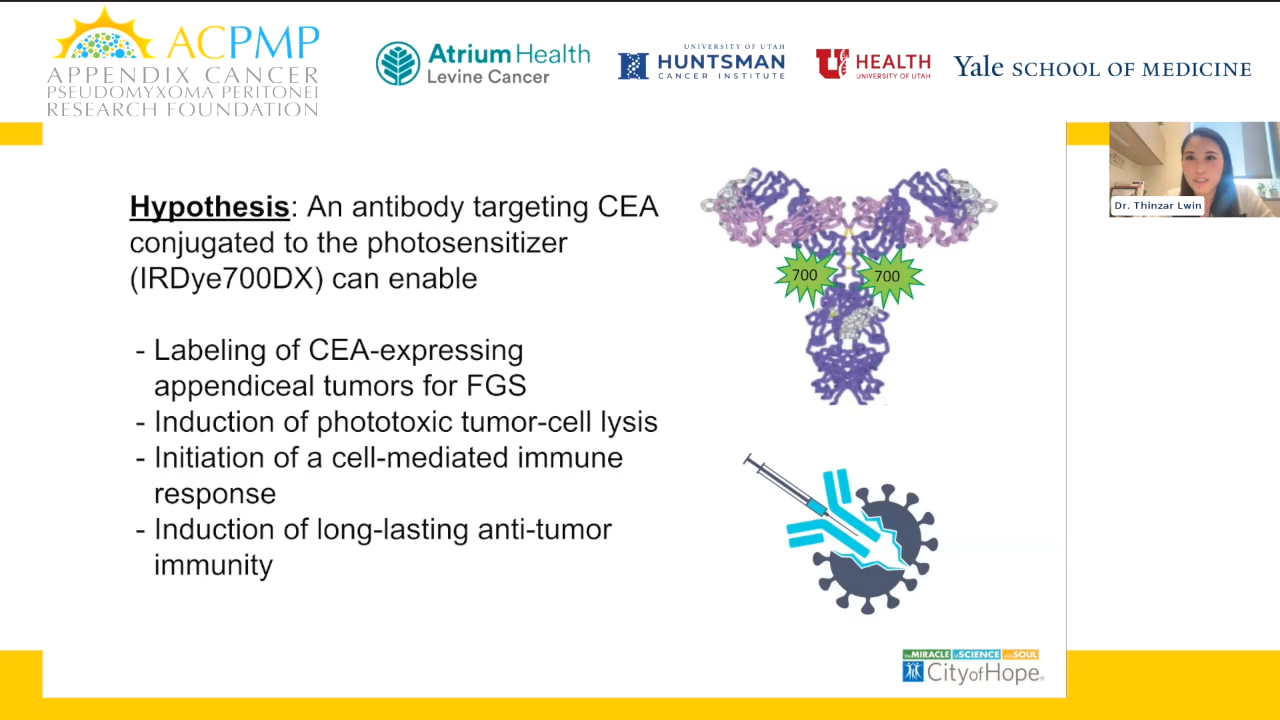 ACPMP
APPENDIX CANCER
PSEUDOMYXOMA PERITONEI
RESEARCH FOUNDATION
Atrium Health
Levine Cancer
UNIVERSITY OF UTAH
HUNTSMAN
CANCER INSTITUTE
U
HEALTH
UNIVERSITY OF UTAH
Yale SCHOOL OF MEDICINE
Dr. Thinzar Lwin
Hypothesis: An antibody targeting CEA
conjugated to the photosensitizer
(IRDye700DX) can enable
- Labeling of CEA-expressing
appendiceal tumors for FGS
- Induction of phototoxic tumor-cell lysis
- Initiation of a cell-mediated immune
response
- Induction of long-lasting anti-tumor
immunity
700
700
the MIRACLE of SCIENCE with SOUL
CityofHope®